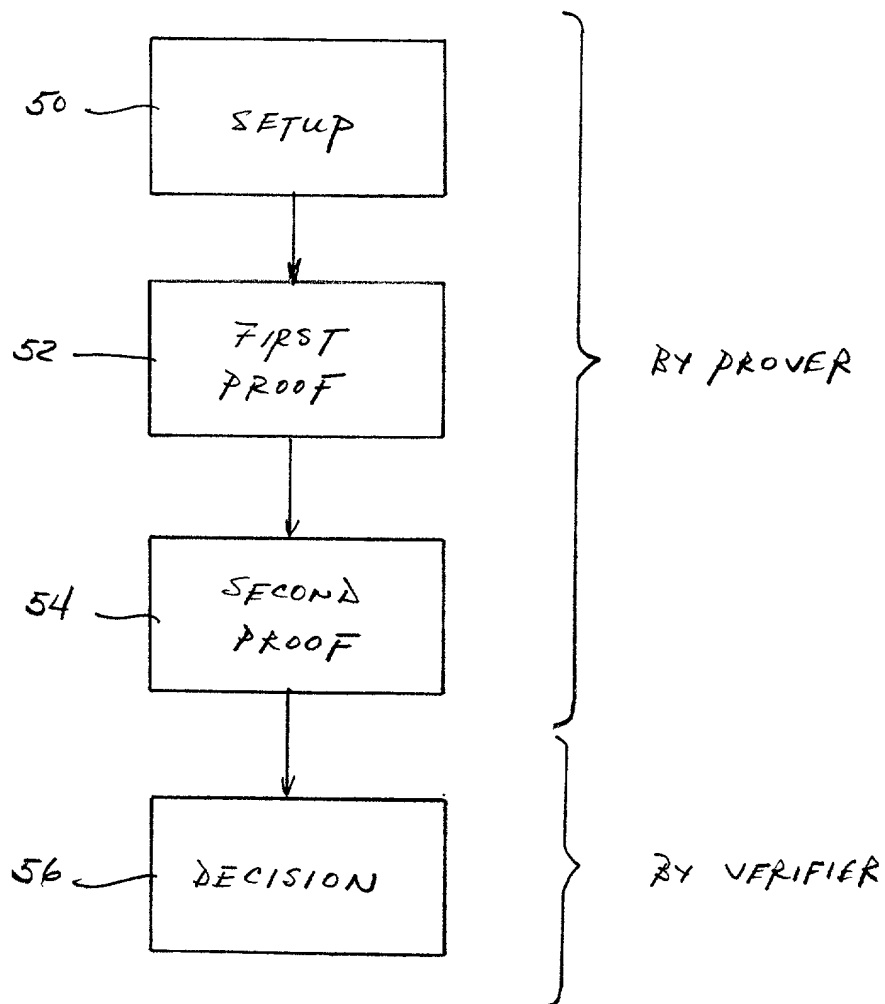 50
SETUP
52
FIRST
PROOF
BY PROVER
54
SECOND
PROOF
56
DECISION
BY VERIFIER